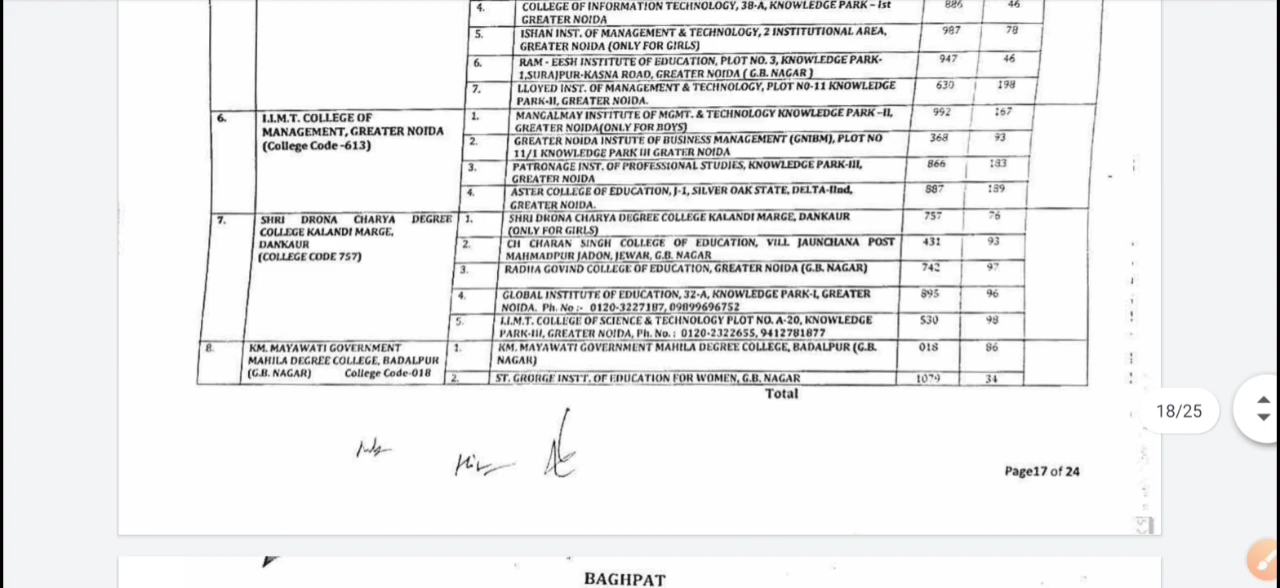 4. COLLEGE OF INFORMATION TECHNOLOGY, 38-A, KNOWLEDGE PARK – Ist 886 46
GREATER NOIDA
5. ISHAN INST. OF MANAGEMENT & TECHNOLOGY, 2 INSTITUTIONAL AREA, 987 78
GREATER NOIDA (ONLY FOR GIRLS)
6. RAM - EESH INSTITUTE OF EDUCATION, PLOT NO. 3, KNOWLEDGE PARK- 947 46
1,SURAJPUR-KASNA ROAD, GREATER NOIDA ( G.B. NAGAR )
7. LLOYED INST. OF MANAGEMENT & TECHNOLOGY, PLOT NO-11 KNOWLEDGE 630 198
PARK-II, GREATER NOIDA.
6. I.I.M.T. COLLEGE OF 1. MANGALMAY INSTITUTE OF MGMT. & TECHNOLOGY KNOWLEDGE PARK –II, 992 167
MANAGEMENT, GREATER NOIDA GREATER NOIDA(ONLY FOR BOYS)
(College Code -613) 2. GREATER NOIDA INSTUTE OF BUSINESS MANAGEMENT (GNIBM), PLOT NO 368 93
11/1 KNOWLEDGE PARK III GRATER NOIDA
3. PATRONAGE INST. OF PROFESSIONAL STUDIES, KNOWLEDGE PARK-III, 866 183
GREATER NOIDA
4. ASTER COLLEGE OF EDUCATION, J-1, SILVER OAK STATE, DELTA-IInd, 887 189
GREATER NOIDA.
7. SHRI DRONA CHARYA DEGREE 1. SHRI DRONA CHARYA DEGREE COLLEGE KALANDI MARGE, DANKAUR 757 76
COLLEGE KALANDI MARGE, (ONLY FOR GIRLS)
DANKAUR 2. CH CHARAN SINGH COLLEGE OF EDUCATION, VILL JAUNCHANA POST 431 93
(COLLEGE CODE 757) MAHMADPUR JADON, JEWAR, G.B. NAGAR
3. RADHA GOVIND COLLEGE OF EDUCATION, GREATER NOIDA (G.B. NAGAR) 742 97
4. GLOBAL INSTITUTE OF EDUCATION, 32-A, KNOWLEDGE PARK-I, GREATER 895 96
NOIDA. Ph. No :- 0120-3227187, 09899696752
5. I.I.M.T. COLLEGE OF SCIENCE & TECHNOLOGY PLOT NO. A-20, KNOWLEDGE 530 98
PARK-III, GREATER NOIDA, Ph. No. : 0120-2322655, 9412781877
8. KM. MAYAWATI GOVERNMENT 1. KM. MAYAWATI GOVERNMENT MAHILA DEGREE COLLEGE, BADALPUR (G.B. 018 86
MAHILA DEGREE COLLEGE, BADALPUR NAGAR)
(G.B. NAGAR) College Code-018 2. ST. GRORGE INSTT. OF EDUCATION FOR WOMEN, G.B. NAGAR 1079 34
Total
18/25
Page17 of 24
BAGHPAT